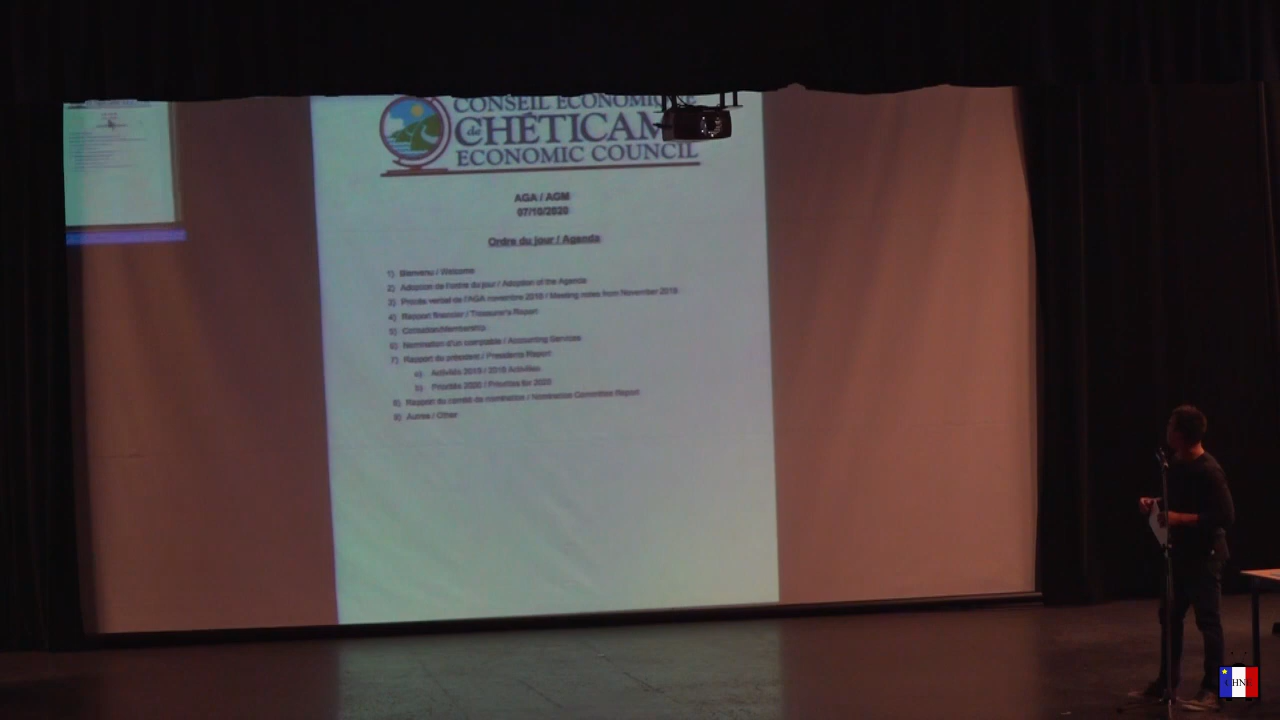 CONSEIL ÉCONOMIQUE
de CHÉTICAMP
ECONOMIC COUNCIL
AGA / AGM
07/10/2020
Ordre du jour / Agenda
1) Bienvenu / Welcome
2) Adoption de l'ordre du jour / Adoption of the Agenda
3) Procès verbal de l'AGA novembre 2018 / Meeting notes from November 2018
4) Rapport financier / Treasurer's Report
5) Cotisation/Membership
6) Nomination d'un comptable / Accounting Services
7) Rapport du président / Presidents Report
a) Activités 2019 / 2019 Activities
b) Priorités 2020 / Priorities for 2020
8) Rapport du comité de nomination / Nomination Committee Report
9) Autres / Other
CHNE